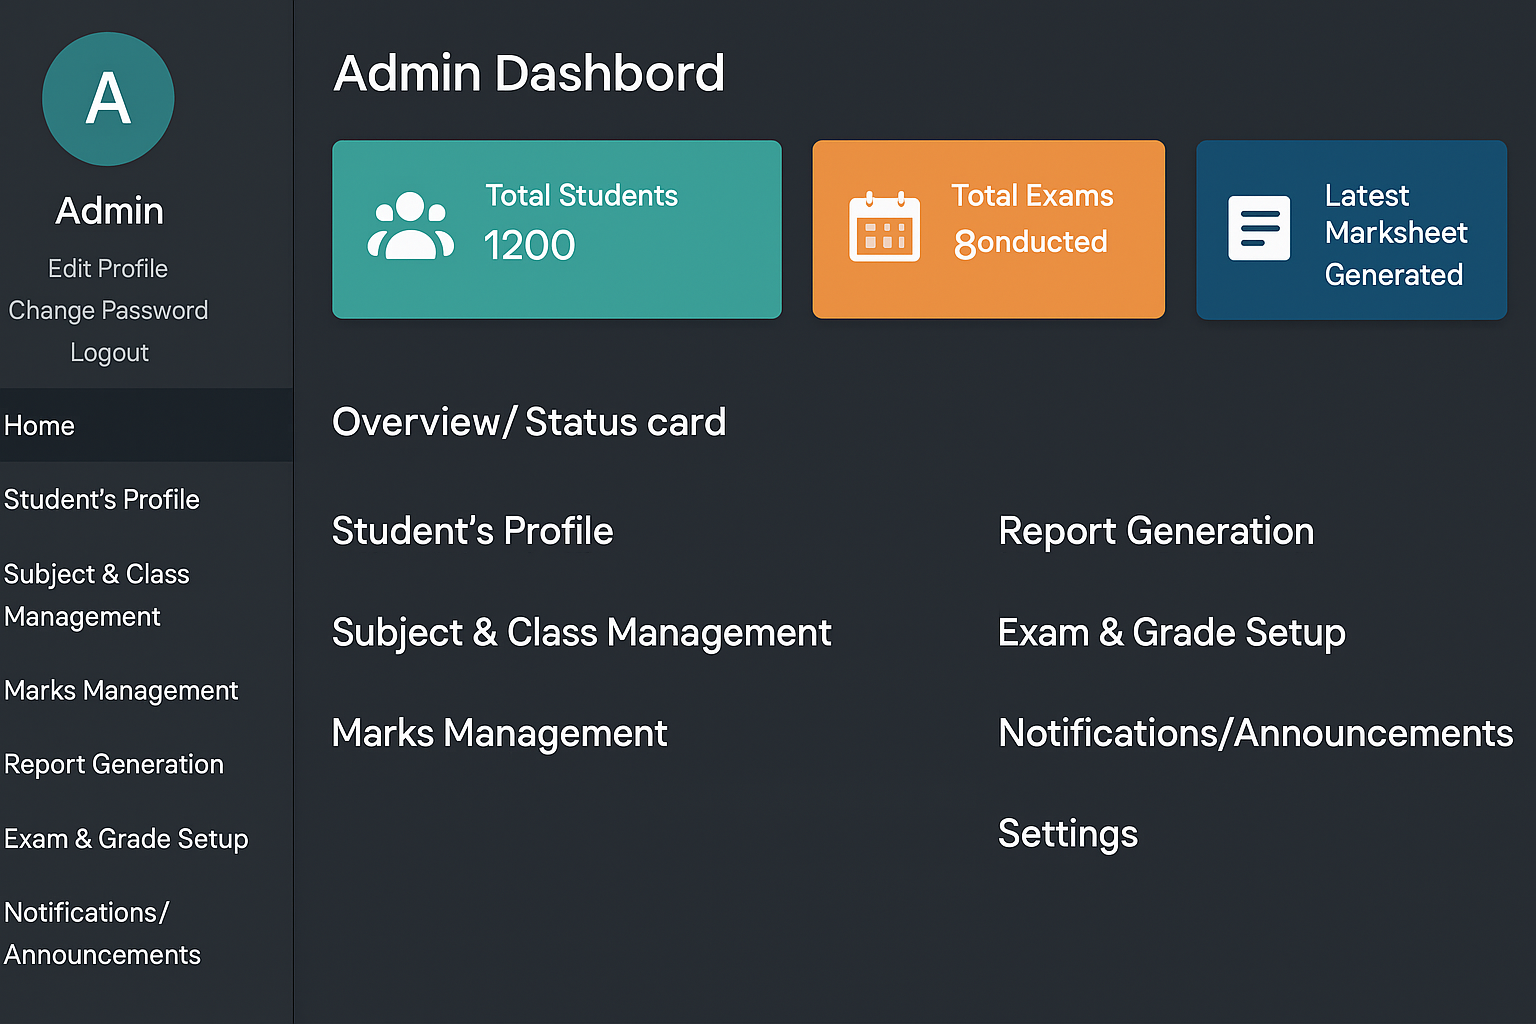 A
Admin
Edit Profile
Change Password
Logout
Home
Student’s Profile
Subject & Class
Management
Marks Management
Report Generation
Exam & Grade Setup
Notifications/
Announcements
Admin Dashbord
Total Students
1200
Total Exams
8onducted
Latest
Marksheet
Generated
Overview/ Status card
Student’s Profile
Subject & Class Management
Marks Management
Report Generation
Exam & Grade Setup
Notifications/Announcements
Settings